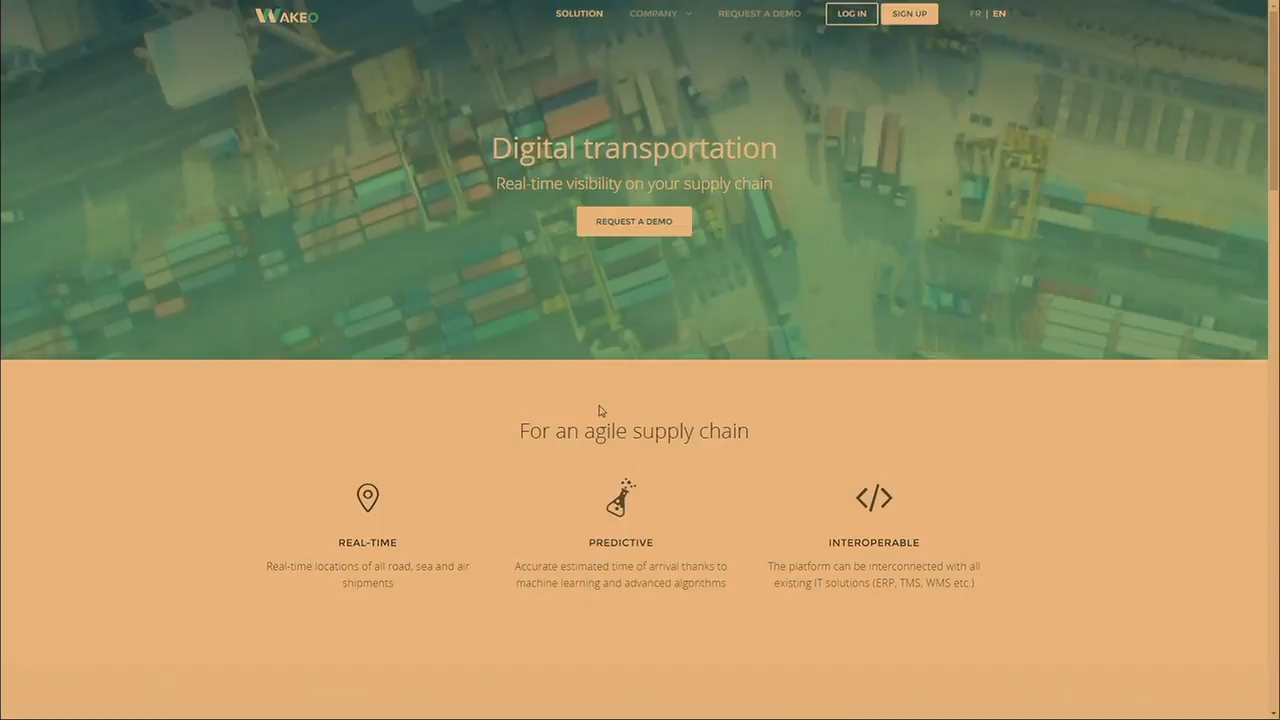 WAKEO
SOLUTION
COMPANY
REQUEST A DEMO
LOG IN
SIGN UP
FR | EN
Digital transportation
Real-time visibility on your supply chain
REQUEST A DEMO
For an agile supply chain
REAL-TIME
Real-time locations of all road, sea and air
shipments
PREDICTIVE
Accurate estimated time of arrival thanks to
machine learning and advanced algorithms
INTEROPERABLE
The platform can be interconnected with all
existing IT solutions (ERP, TMS, WMS etc.)